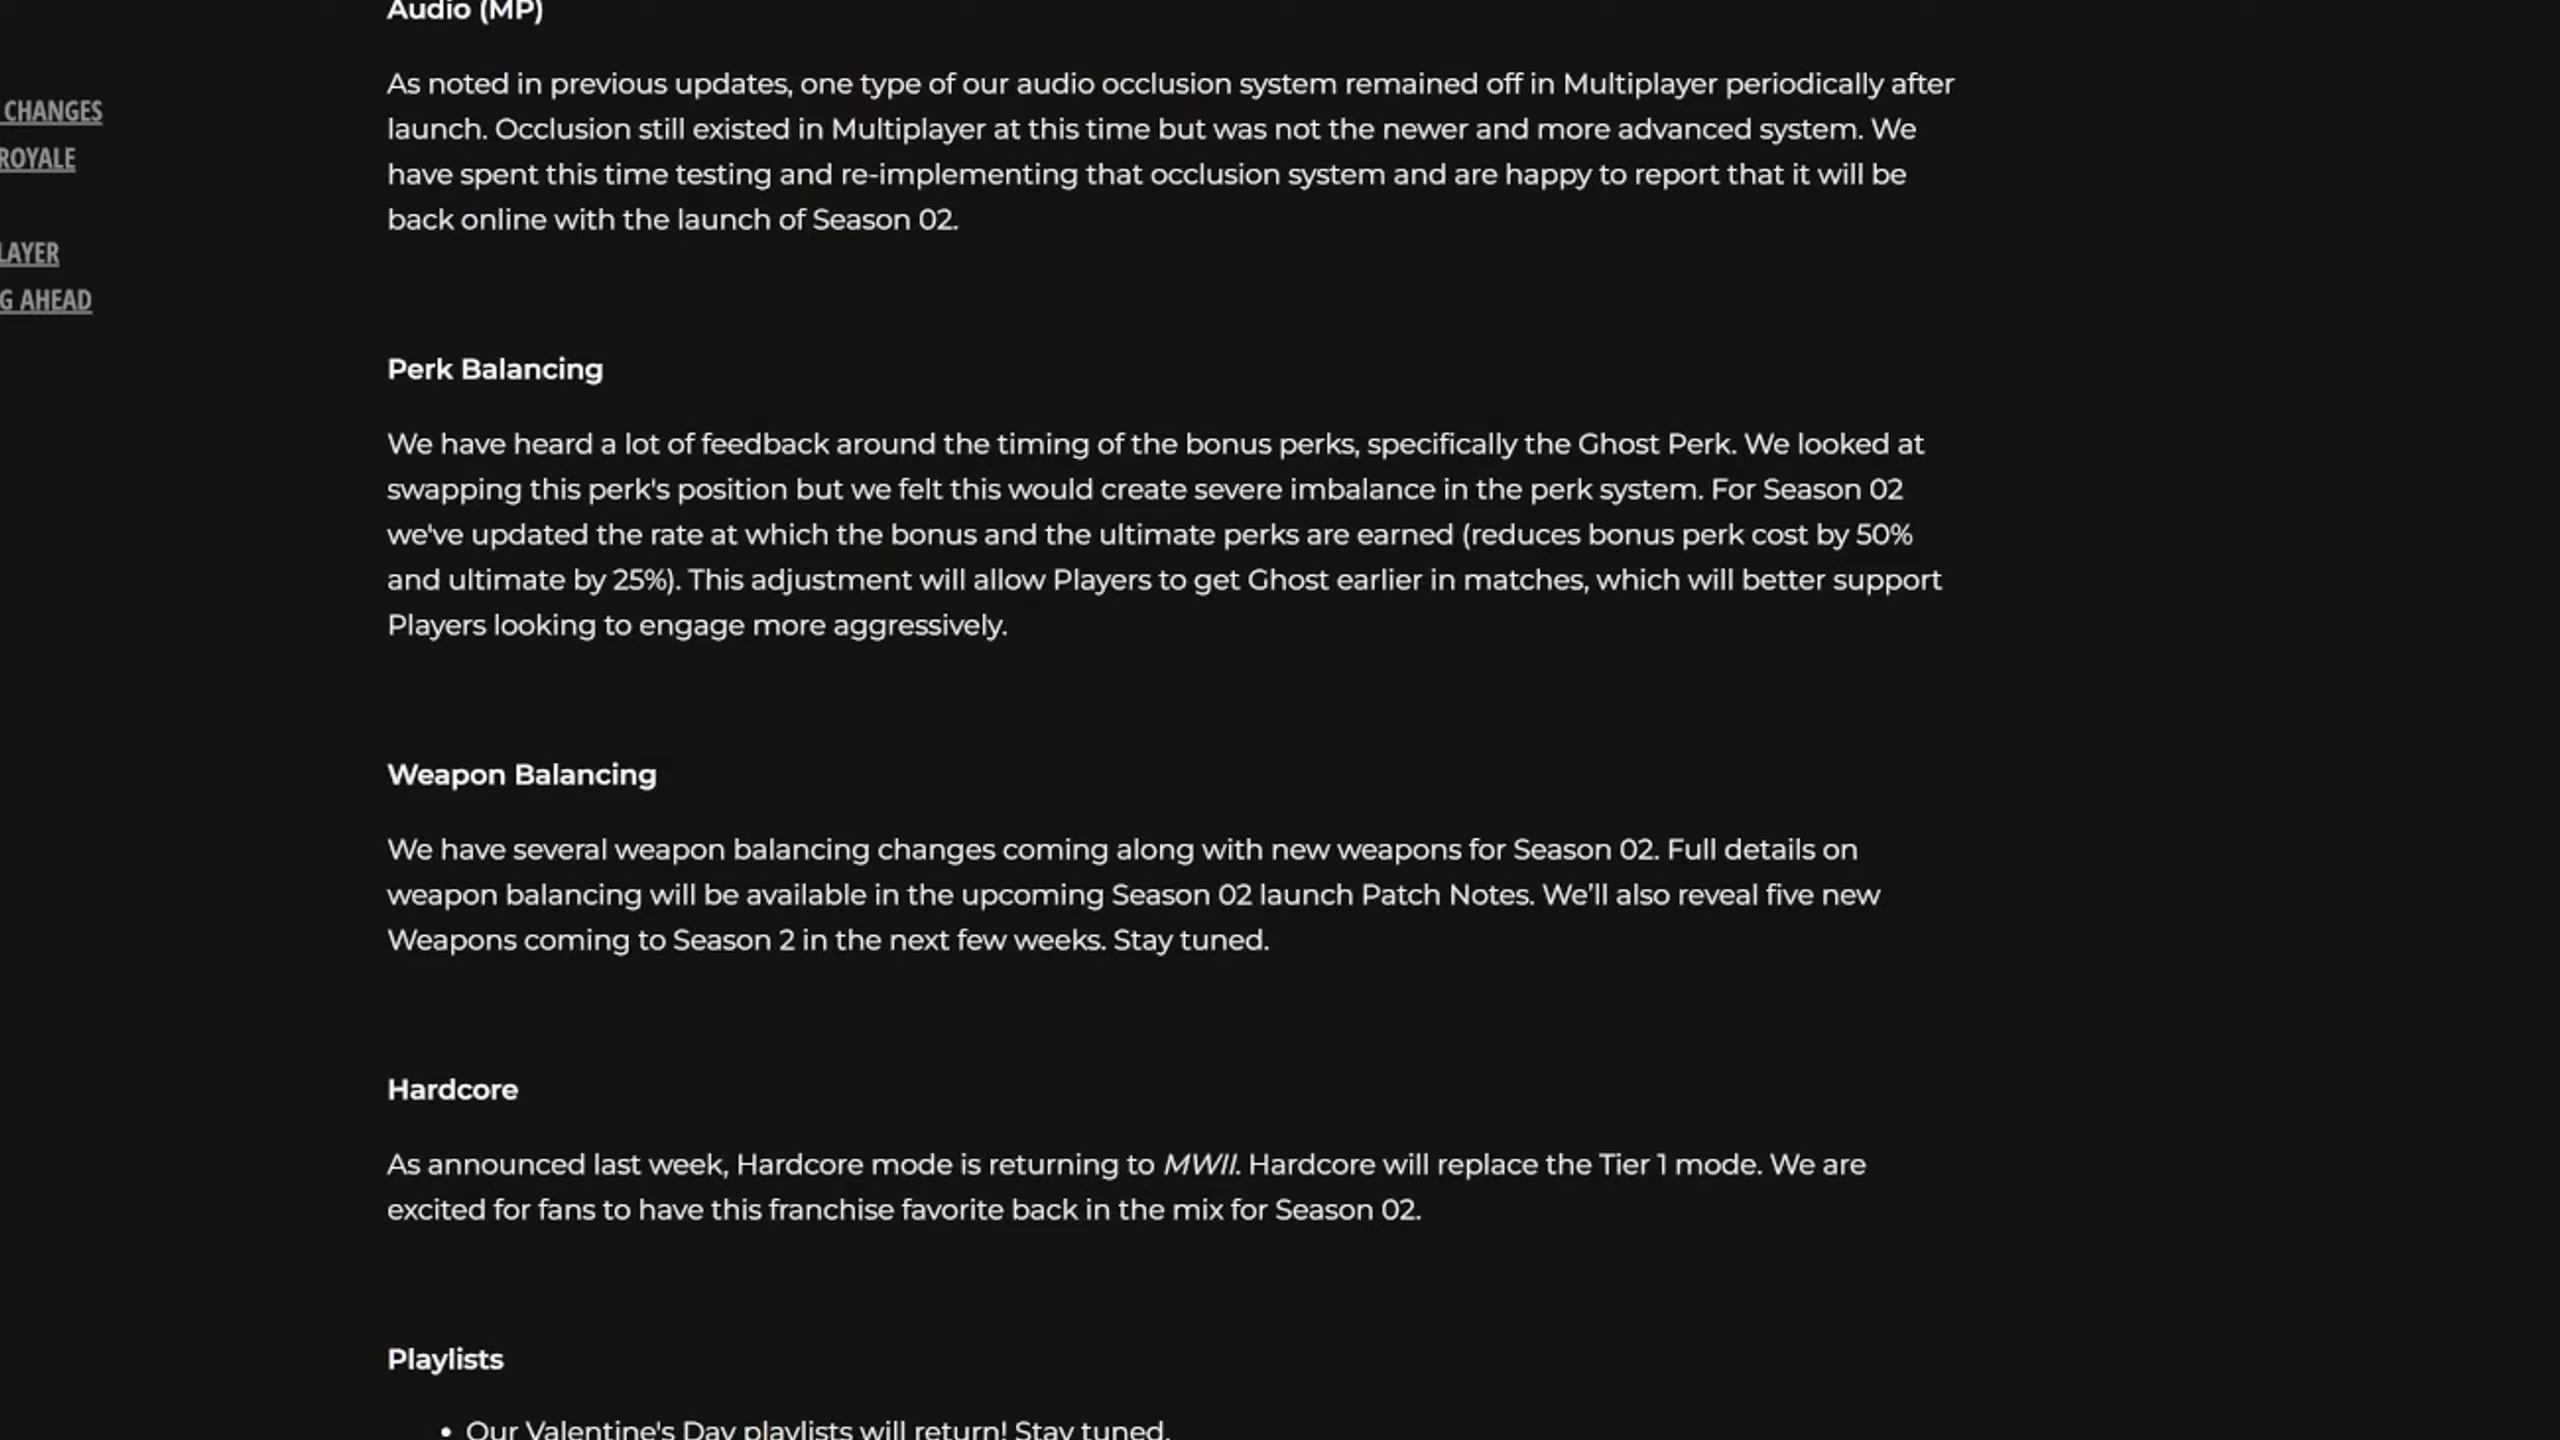 Audio (MP)
CHANGES
ROYALE
LAYER
G AHEAD
As noted in previous updates, one type of our audio occlusion system remained off in Multiplayer periodically after
launch. Occlusion still existed in Multiplayer at this time but was not the newer and more advanced system. We
have spent this time testing and re-implementing that occlusion system and are happy to report that it will be
back online with the launch of Season 02.
Perk Balancing
We have heard a lot of feedback around the timing of the bonus perks, specifically the Ghost Perk. We looked at
swapping this perk's position but we felt this would create severe imbalance in the perk system. For Season 02
we've updated the rate at which the bonus and the ultimate perks are earned (reduces bonus perk cost by 50%
and ultimate by 25%). This adjustment will allow Players to get Ghost earlier in matches, which will better support
Players looking to engage more aggressively.
Weapon Balancing
We have several weapon balancing changes coming along with new weapons for Season 02. Full details on
weapon balancing will be available in the upcoming Season 02 launch Patch Notes. We’ll also reveal five new
Weapons coming to Season 2 in the next few weeks. Stay tuned.
Hardcore
As announced last week, Hardcore mode is returning to MWII. Hardcore will replace the Tier 1 mode. We are
excited for fans to have this franchise favorite back in the mix for Season 02.
Playlists
• Our Valentine's Day playlists will return! Stay tuned.